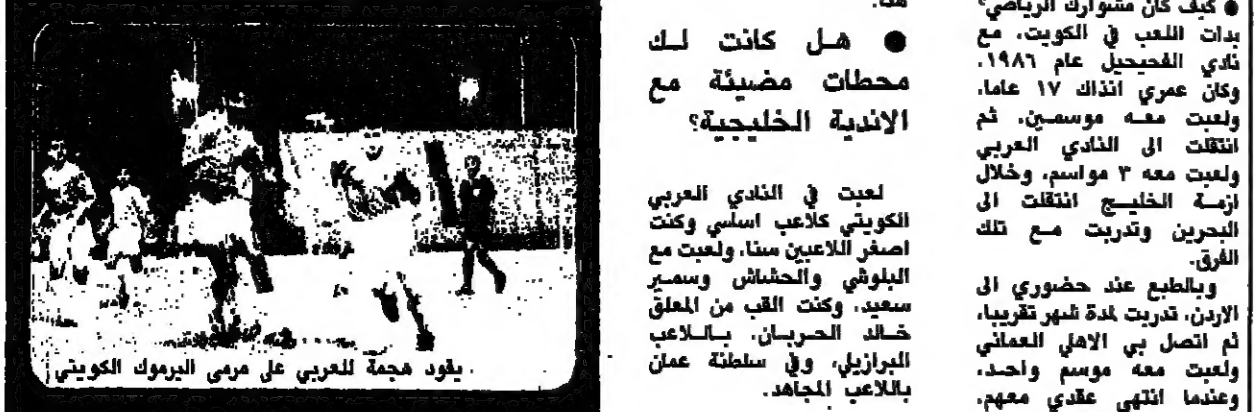 ● كيف كان مشوارك الرياضي؟
بدات اللعب في الكويت، مع
نادي الفحيحيل عام ١٩٨٦،
وكان عمري انذاك ١٧ عاما،
ولعبت معه موسمين، ثم
انتقلت الى النادي العربي
ولعبت معه ٣ مواسم، وخلال
ازمة الخليج انتقلت الى
البحرين وتدربت مع تلك
الفرق.
وبالطبع عند حضوري الى
الاردن، تدربت لمدة شهر تقريبا،
ثم اتصل بي الاهلي العماني
ولعبت معه موسم واحد،
وعندما انتهى عقدي معهم،
هذا.
● هل كانت لك
محطات مضيئة مع
الاندية الخليجية؟
لعبت في النادي العربي
الكويتي كلاعب اساسي وكنت
اصغر اللاعبين سنا، ولعبت مع
البلوشي والحشاش وسمير
سعيد، وكنت القب من المعلق
خالد الحربان، باللاعب
البرازيلي، وفي سلطنة عمان
باللاعب المجاهد.
يقود هجمة للعربي على مرمى اليرموك الكويتي